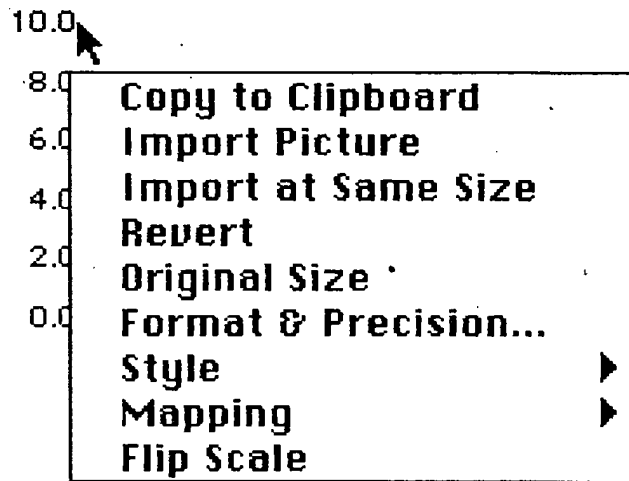 10.0
8.0
Copy to Clipboard
6.0
Import Picture
4.0
Import at Same Size
Revert
2.0
Original Size
0.0
Format & Precision...
Style
Mapping
Flip Scale